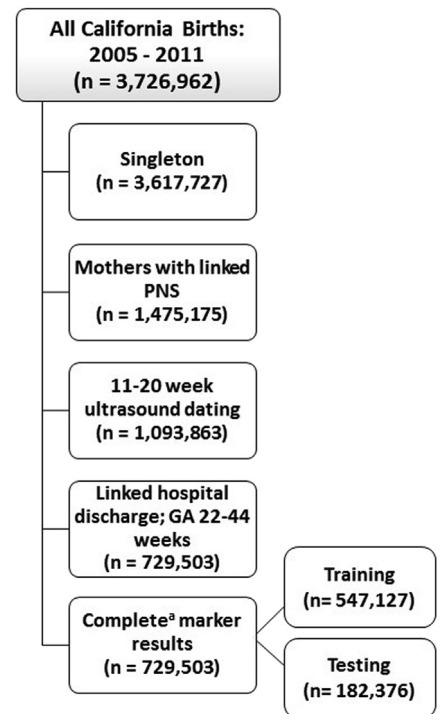 All California Births:
2005 - 2011
(n = 3,726,962)
Singleton
(n = 3,617,727)
Mothers with linked
PNS
(n = 1,475,175)
11-20 week
ultrasound dating
(n = 1,093,863)
Linked hospital
discharge; GA 22-44
weeks
(n = 729,503)
Completeᵃ marker
results
(n = 729,503)
Training
(n= 547,127)
Testing
(n= 182,376)